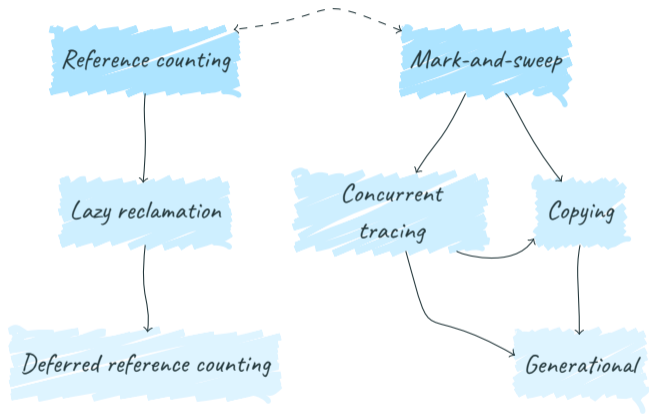 Reference counting
Mark-and-sweep
Lazy reclamation
Concurrent
tracing
Copying
Deferred reference counting
Generational